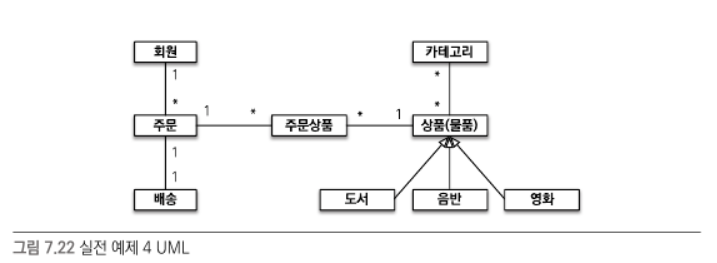 회원
카테고리
1
*
*
*
주문
1
*
주문상품
*
1
상품(물품)
1
1
배송
도서
음반
영화
그림 7.22 실전 예제 4 UML